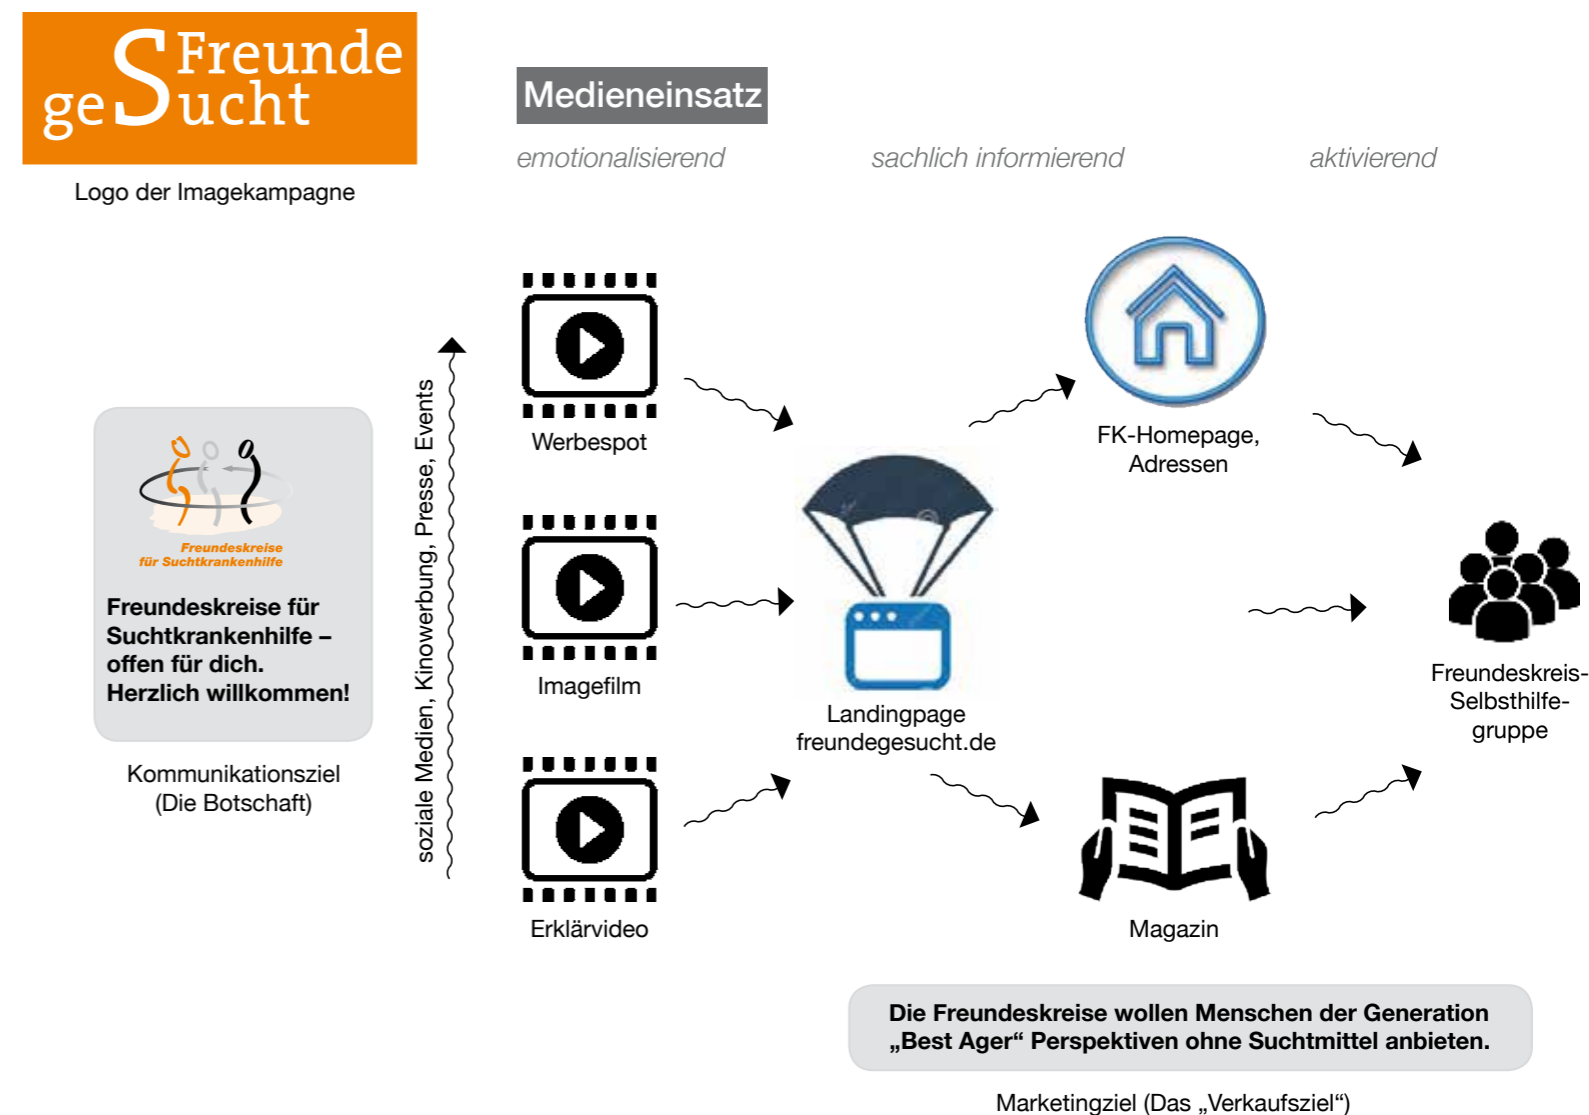 Freunde
geSucht
Logo der Imagekampagne
Medieneinsatz
emotionalisierend
sachlich informierend
aktivierend
Freundeskreise
für Suchtkrankenhilfe
Freundeskreise für
Suchtkrankenhilfe –
offen für dich.
Herzlich willkommen!
Kommunikationsziel
(Die Botschaft)
soziale Medien, Kinowerbung, Presse, Events
Werbespot
Imagefilm
Erklärvideo
Landingpage
freundegesucht.de
FK-Homepage,
Adressen
Magazin
Freundeskreis-
Selbsthilfe-
gruppe
Die Freundeskreise wollen Menschen der Generation
„Best Ager“ Perspektiven ohne Suchtmittel anbieten.
Marketingziel (Das „Verkaufsziel“)